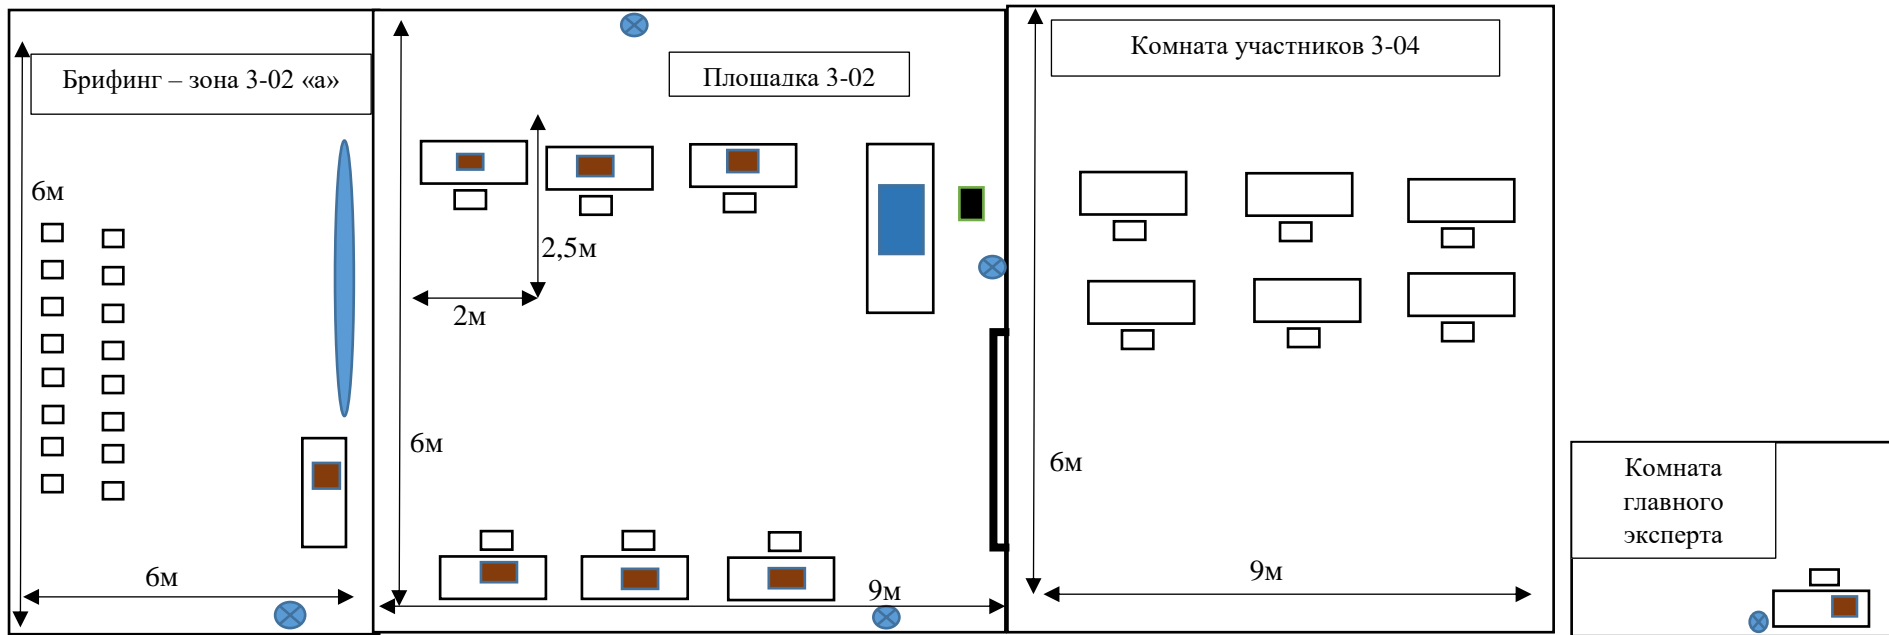 Брифинг – зона 3-02 «а»
6м
6м
Плошадка 3-02
2,5м
2м
6м
9м
Комната участников 3-04
6м
9м
Комната
главного
эксперта